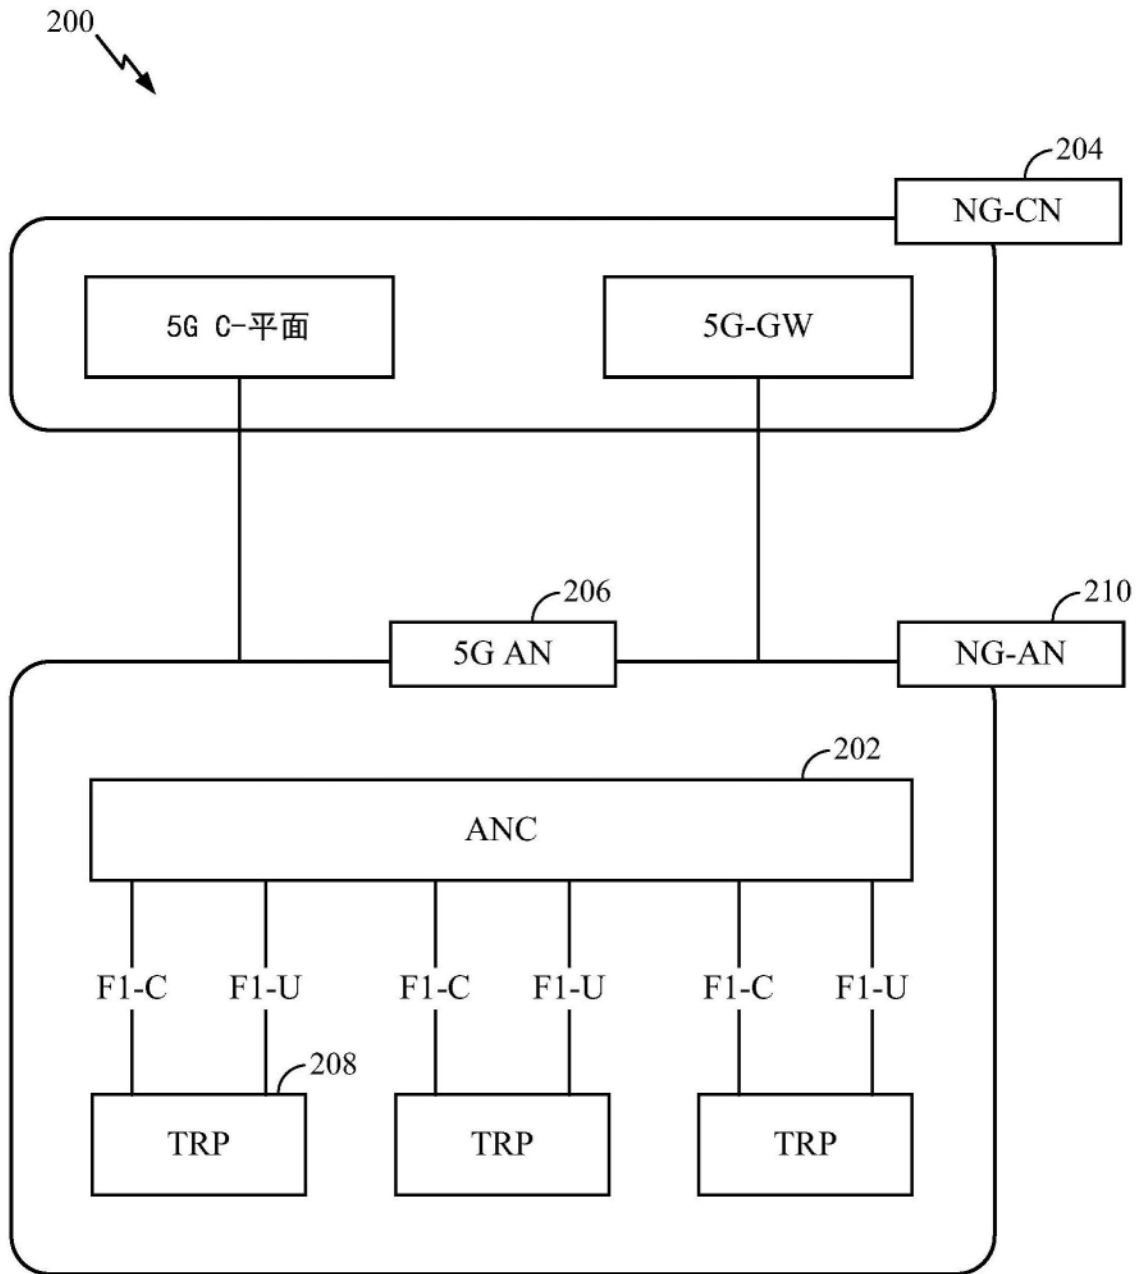 200
204
NG-CN
5G C-平面
5G-GW
206
210
5G AN
NG-AN
202
ANC
F1-C F1-U F1-C F1-U F1-C F1-U
208
TRP TRP TRP